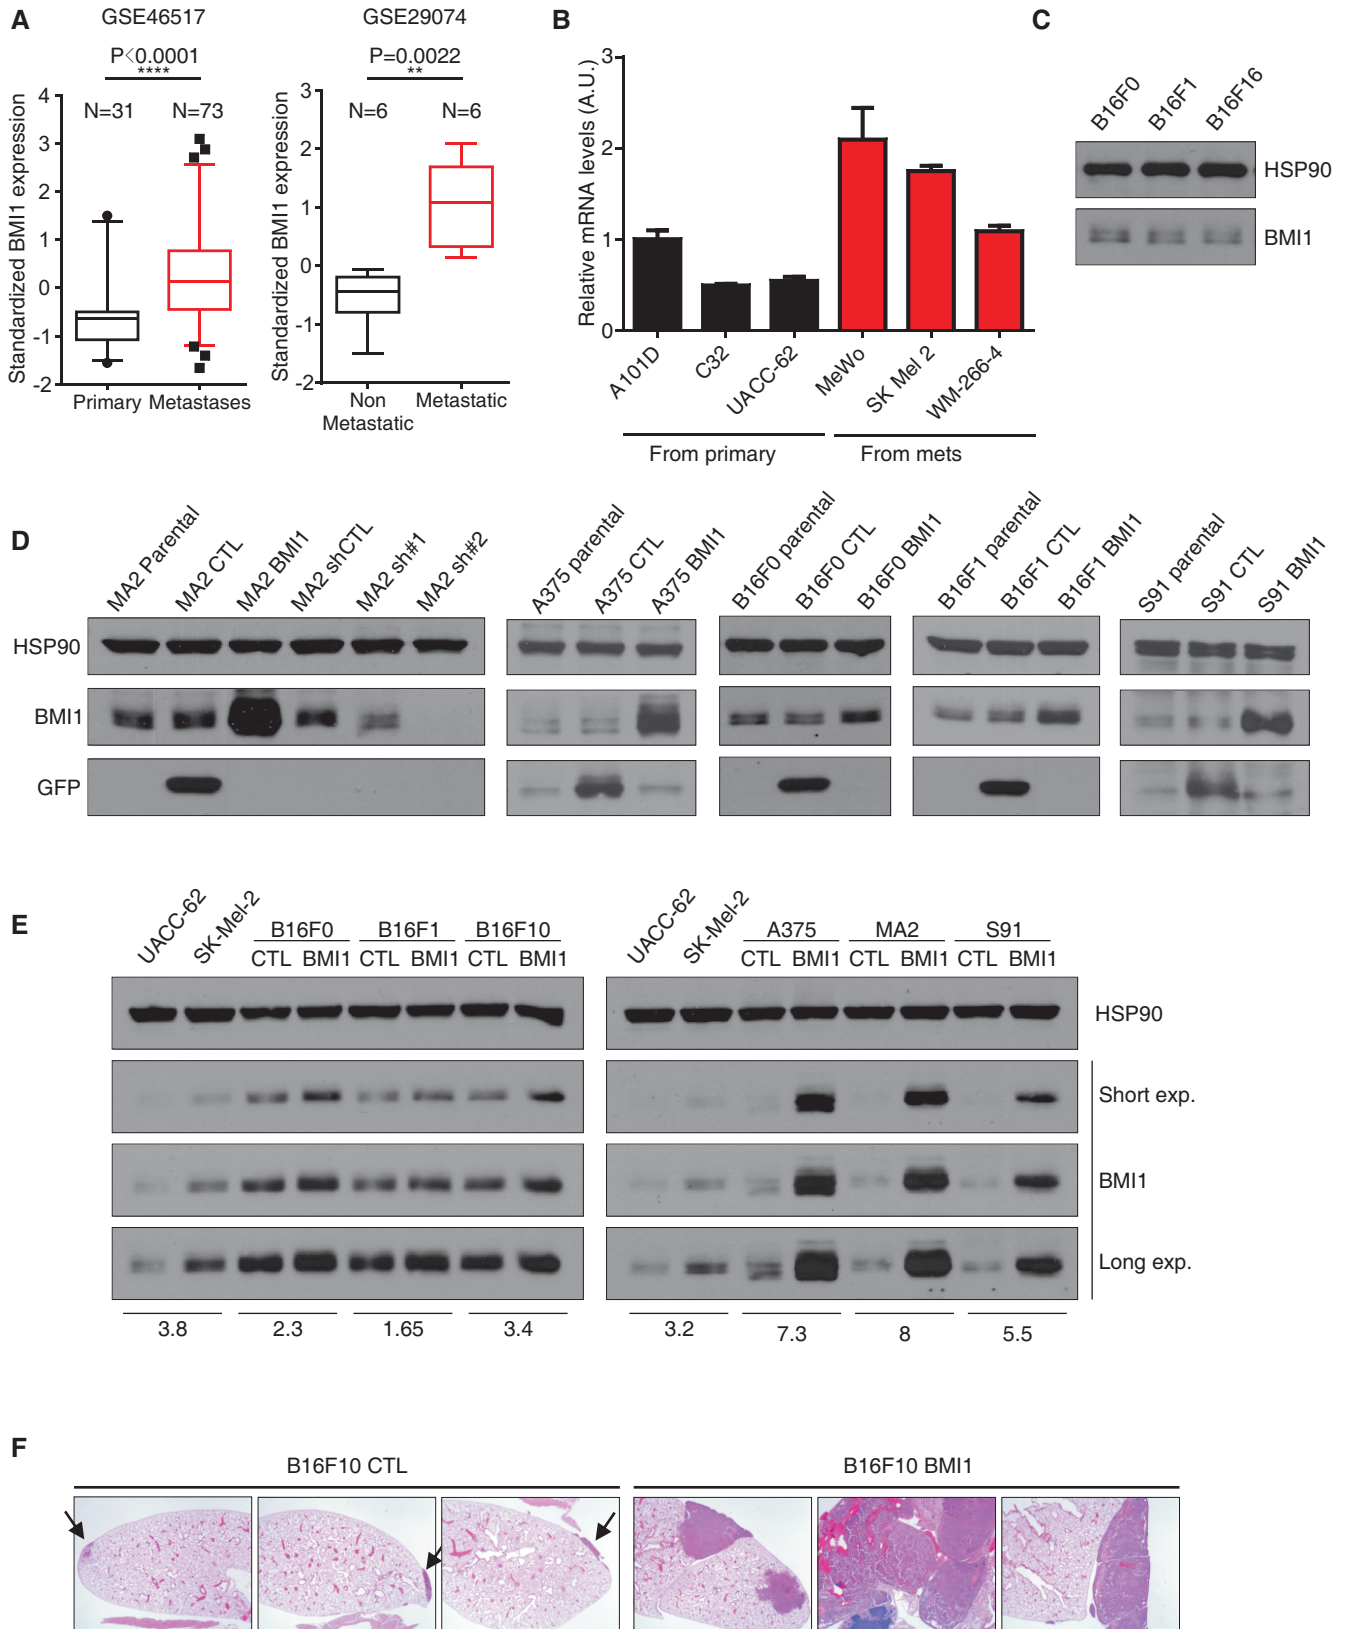 A
GSE46517
P<0.0001
****
N=31
N=73
Standardized BMI1 expression
4
3
2
1
0
-1
-2
Primary
Metastases
GSE29074
P=0.0022
**
N=6
N=6
Standardized BMI1 expression
3
2
1
0
-1
-2
Non
Metastatic
Metastatic
B
Relative mRNA levels (A.U.)
3
2
1
0
A101D
C32
UACC-62
MeWo
SK Mel 2
WM-266-4
From primary
From mets
C
B16F0
B16F1
B16F16
HSP90
BMI1
D
MA2 Parental
MA2 CTL
MA2 BMI1
MA2 shCTL
MA2 sh#1
MA2 sh#2
A375 parental
A375 CTL
A375 BMI1
B16F0 parental
B16F0 CTL
B16F0 BMI1
B16F1 parental
B16F1 CTL
B16F1 BMI1
S91 parental
S91 CTL
S91 BMI1
HSP90
BMI1
GFP
E
UACC-62
SK-Mel-2
B16F0
B16F1
B16F10
CTL BMI1 CTL BMI1 CTL BMI1
UACC-62
SK-Mel-2
A375
MA2
S91
CTL BMI1 CTL BMI1 CTL BMI1
HSP90
Short exp.
BMI1
Long exp.
3.8
2.3
1.65
3.4
3.2
7.3
8
5.5
F
B16F10 CTL
B16F10 BMI1